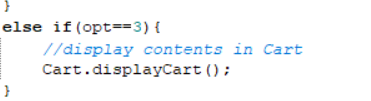 }
else if(opt==3){
//display contents in Cart
Cart.displayCart();
}